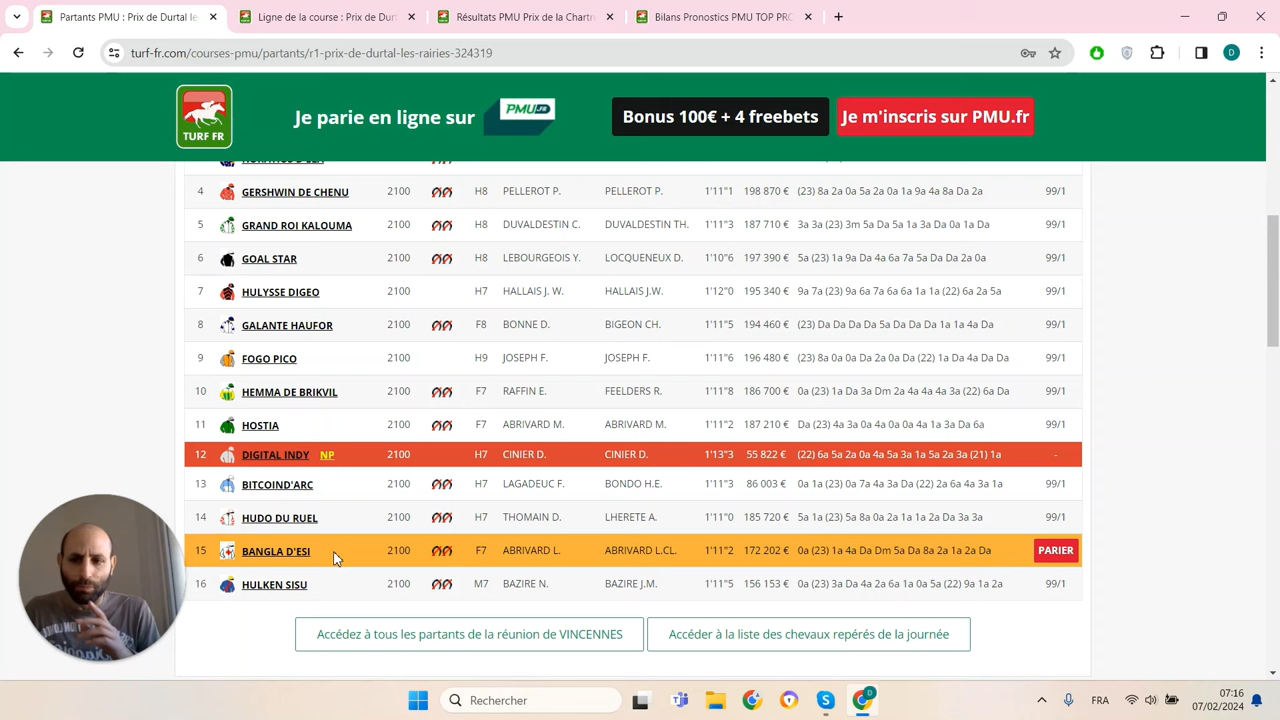 Partants PMU : Prix de Durtal le
Ligne de la course : Prix de Durt
Résultats PMU Prix de la Chartr
Bilans Pronostics PMU TOP PRO
turf-fr.com/courses-pmu/partants/r1-prix-de-durtal-les-rairies-324319
D
TURF FR
Je parie en ligne sur
PMU.fr
Bonus 100€ + 4 freebets
Je m'inscris sur PMU.fr
4 GERSHWIN DE CHENU 2100 H8 PELLEROT P. PELLEROT P. 1'11"1 198 870 € (23) 8a 2a 0a 5a 2a 0a 1a 9a 4a 8a Da 2a 99/1
5 GRAND ROI KALOUMA 2100 H8 DUVALDESTIN C. DUVALDESTIN TH. 1'11"3 187 710 € 3a 3a (23) 3m 5a Da 5a 1a 3a Da 0a 1a Da 99/1
6 GOAL STAR 2100 H8 LEBOURGEOIS Y. LOCQUENEUX D. 1'10"6 197 390 € 5a (23) 1a 9a Da 4a 6a 7a 5a Da Da 2a 0a 99/1
7 HULYSSE DIGEO 2100 H7 HALLAIS J. W. HALLAIS J.W. 1'12"0 195 340 € 9a 7a (23) 9a 6a 7a 6a 6a 1a 1a (22) 6a 2a 5a 99/1
8 GALANTE HAUFOR 2100 F8 BONNE D. BIGEON CH. 1'11"5 194 460 € (23) Da Da Da Da 5a Da Da Da 1a 1a 4a Da 99/1
9 FOGO PICO 2100 H9 JOSEPH F. JOSEPH F. 1'11"6 196 480 € (23) 8a 0a 0a Da 2a 0a Da (22) 1a Da 4a Da Da 99/1
10 HEMMA DE BRIKVIL 2100 F7 RAFFIN E. FEELDERS R. 1'11"8 186 700 € 0a (23) 1a Da 3a Dm 2a 4a 4a 4a 3a (22) 6a Da 99/1
11 HOSTIA 2100 F7 ABRIVARD M. ABRIVARD M. 1'11"2 187 210 € Da (23) 4a 3a 0a 4a 0a 0a 4a 1a 3a Da 6a 99/1
12 DIGITAL INDY NP 2100 H7 CINIER D. CINIER D. 1'13"3 55 822 € (22) 6a 5a 2a 0a 4a 5a 3a 1a 5a 2a 3a (21) 1a -
13 BITCOIND'ARC 2100 H7 LAGADEUC F. BONDO H.E. 1'11"3 86 003 € 0a 1a (23) 0a 7a 4a 3a Da (22) 2a 6a 4a 3a 1a 99/1
14 HUDO DU RUEL 2100 H7 THOMAIN D. LHERETE A. 1'11"0 185 720 € 5a 1a (23) 5a 8a 0a 2a 1a 1a 2a Da 3a 3a 99/1
15 BANGLA D'ESI 2100 F7 ABRIVARD L. ABRIVARD L.CL. 1'11"2 172 202 € 0a (23) 1a 4a Da Dm 5a Da 8a 2a 1a 2a Da PARIER
16 HULKEN SISU 2100 M7 BAZIRE N. BAZIRE J.M. 1'11"5 156 153 € 0a (23) 3a Da 4a 2a 6a 1a 0a 5a (22) 9a 1a 2a 99/1
Accédez à tous les partants de la réunion de VINCENNES
Accéder à la liste des chevaux repérés de la journée
Rechercher
D
FRA
07:16
07/02/2024